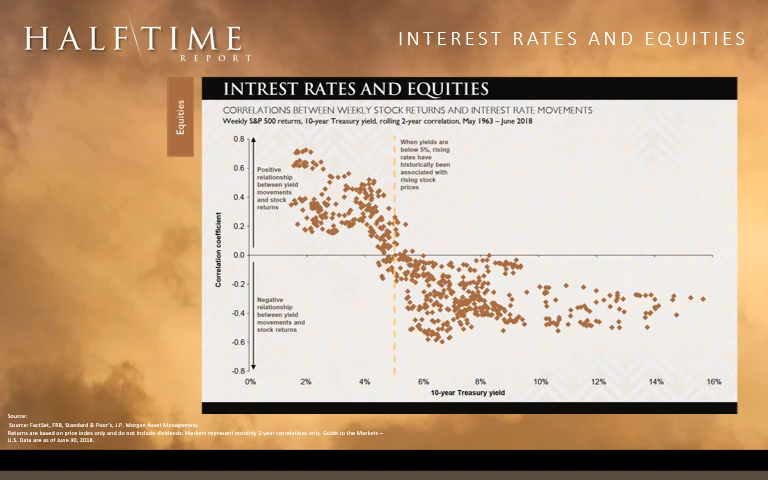 HALFTIME
REPORT
INTEREST RATES AND EQUITIES
Equities
INTREST RATES AND EQUITIES
CORRELATIONS BETWEEN WEEKLY STOCK RETURNS AND INTEREST RATE MOVEMENTS
Weekly S&P 500 returns, 10-year Treasury yield, rolling 2-year correlation, May 1963 – June 2018
When yields are
below 5%, rising
rates have
historically been
associated with
rising stock
prices
Positive
relationship
between yield
movements
and stock
returns
Negative
relationship
between yield
movements and
stock returns
Correlation coefficient
0.8
0.6
0.4
0.2
0.0
-0.2
-0.4
-0.6
-0.8
0% 2% 4% 6% 8% 10% 12% 14% 16%
10-year Treasury yield
Source:
Source: FactSet, FRB, Standard & Poor's, J.P. Morgan Asset Management.
Returns are based on price index only and do not include dividends. Markers represent monthly 2-year correlations only. Guide to the Markets –
U.S. Data are as of June 30, 2018.